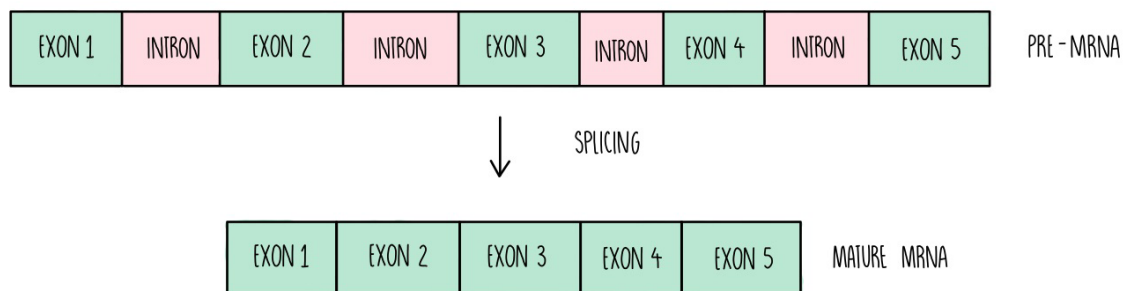 EXON 1 INTRON EXON 2 INTRON EXON 3 INTRON EXON 4 INTRON EXON 5 PRE-MRNA
SPLICING
EXON 1 EXON 2 EXON 3 EXON 4 EXON 5 MATURE MRNA